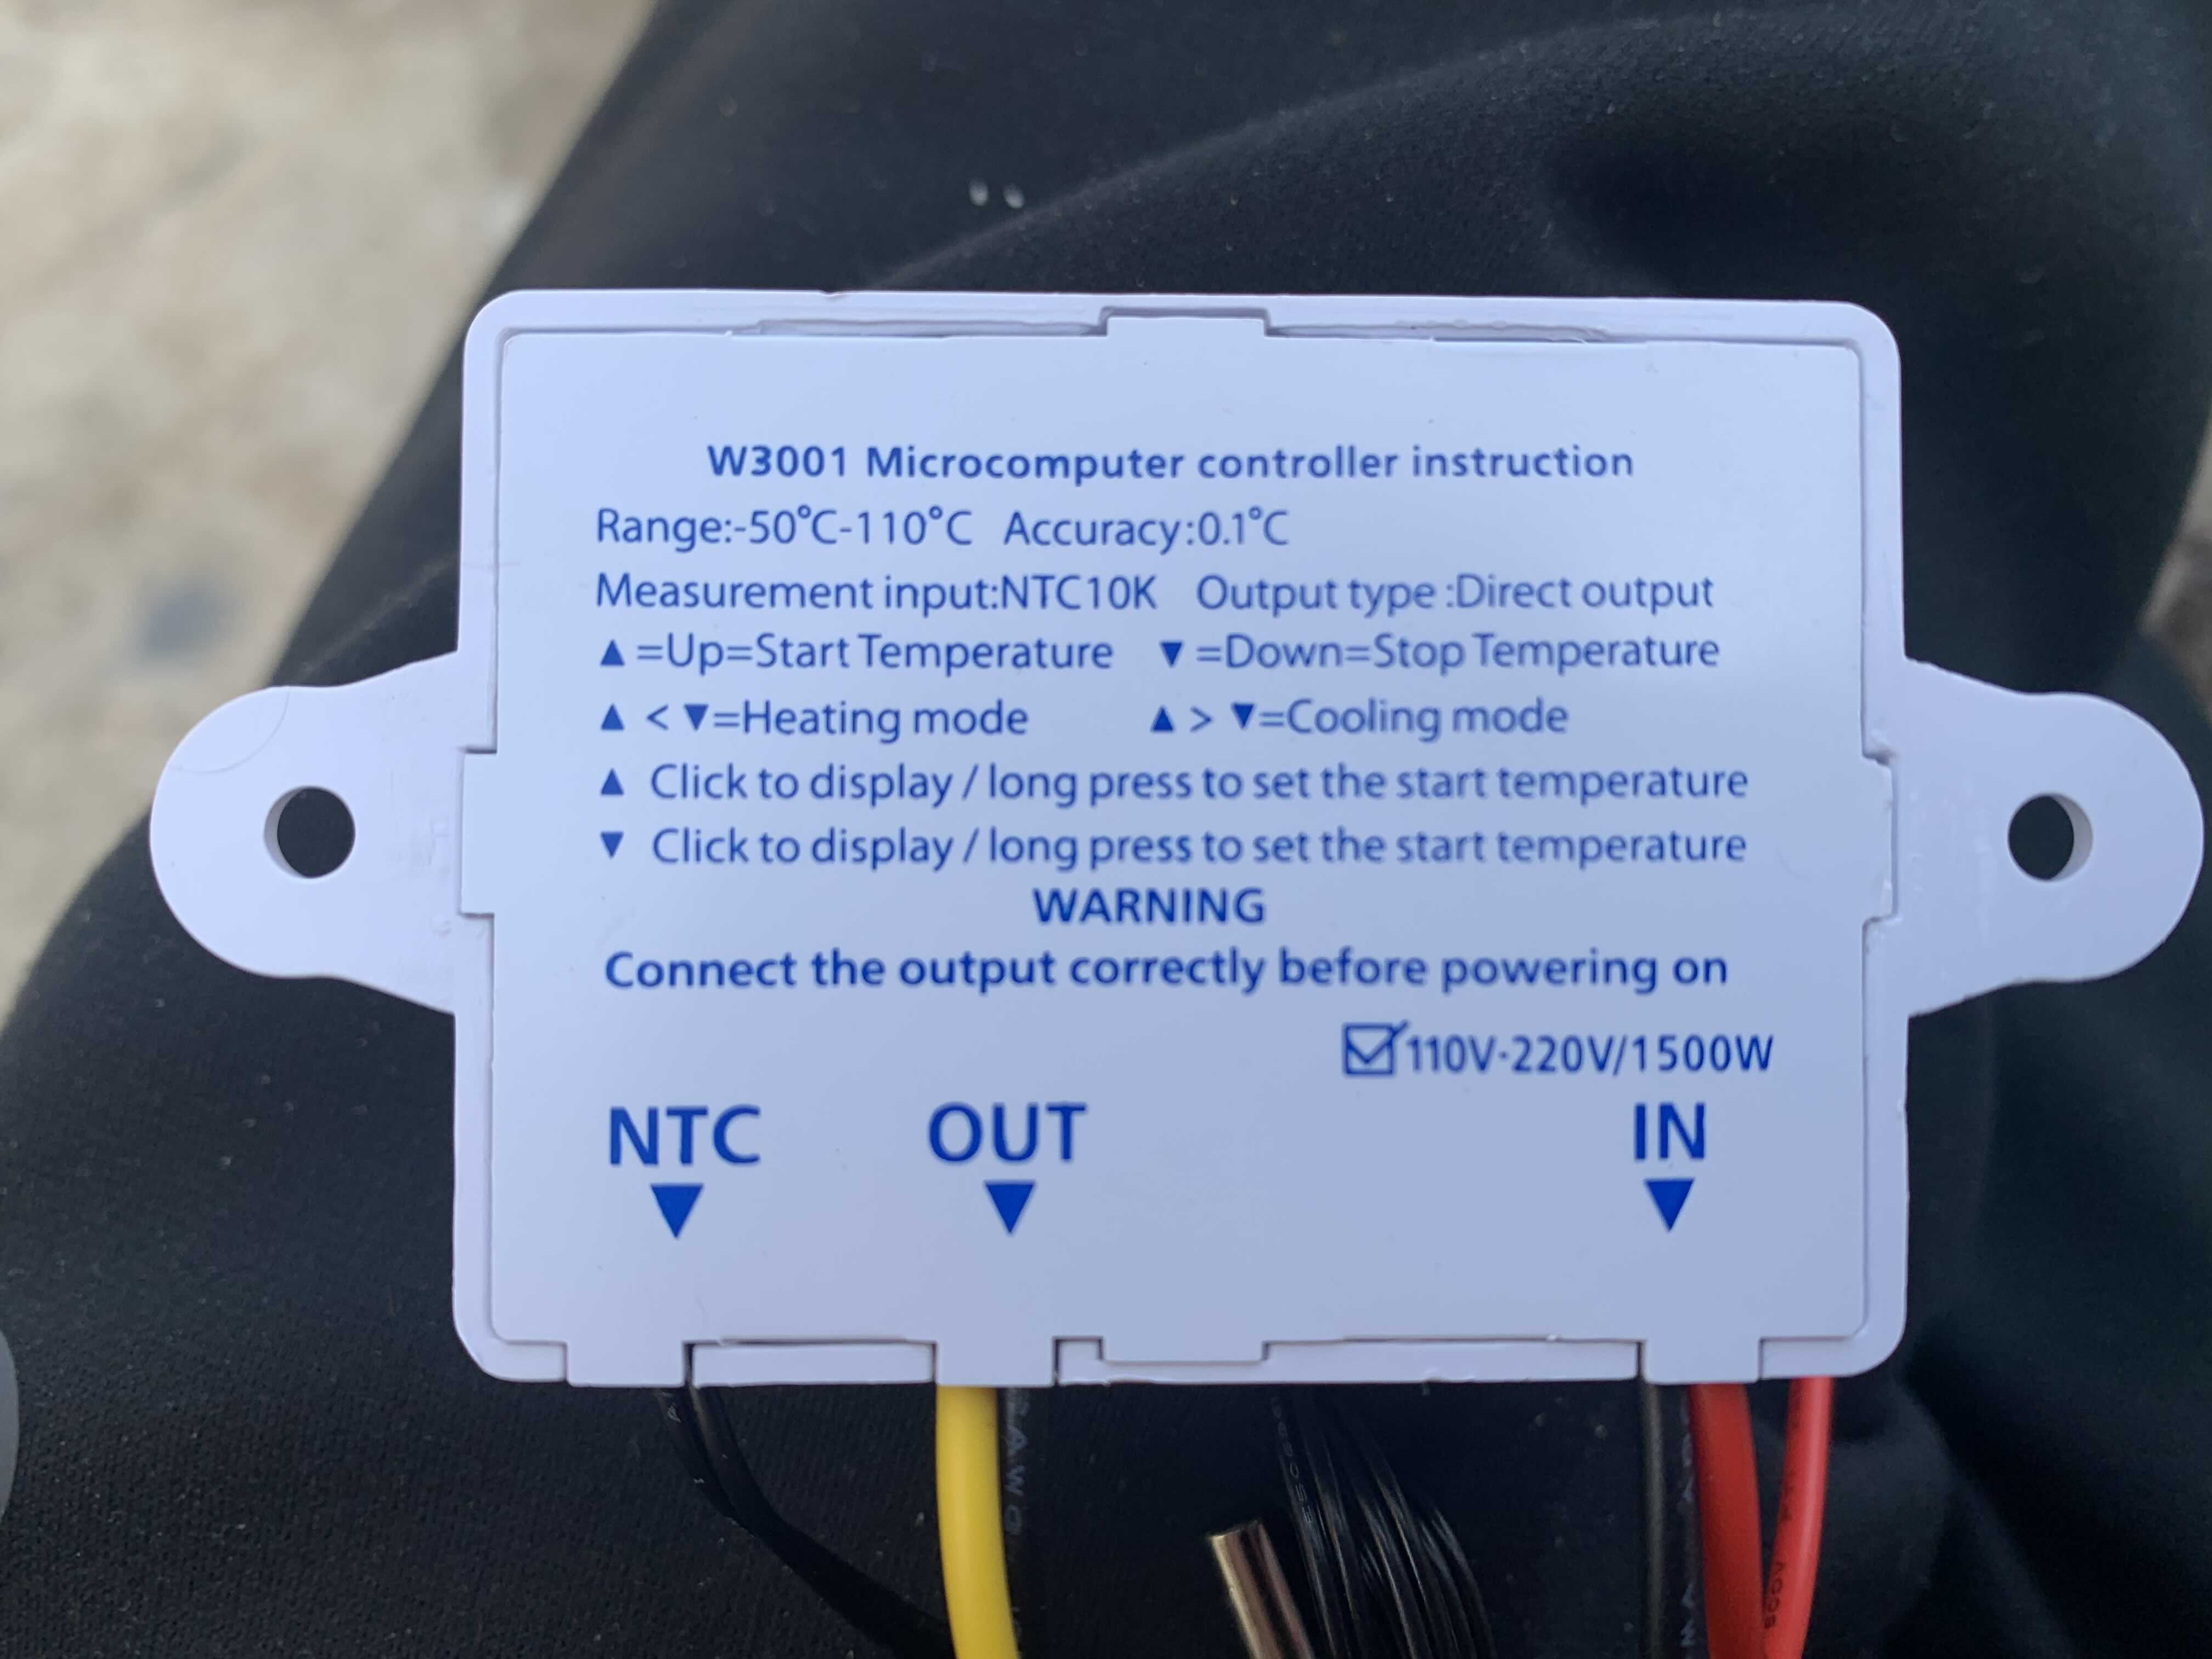 W3001 Microcomputer controller instruction
Range:-50°C-110°C Accuracy:0.1°C
Measurement input:NTC10K Output type :Direct output
▲=Up=Start Temperature ▼=Down=Stop Temperature
▲ < ▼=Heating mode ▲ > ▼=Cooling mode
▲ Click to display / long press to set the start temperature
▼ Click to display / long press to set the start temperature
WARNING
Connect the output correctly before powering on
☑110V-220V/1500W
NTC OUT IN
▼ ▼ ▼